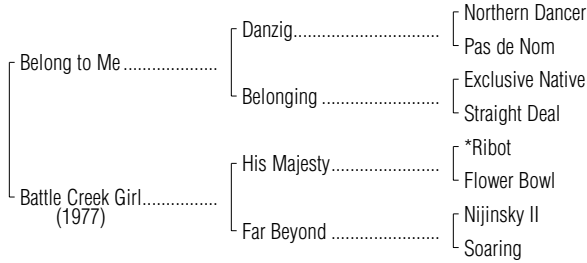 Northern Dancer
Danzig..................................
Pas de Nom
Belong to Me...................
Exclusive Native
Belonging ...........................
Straight Deal
*Ribot
His Majesty.........................
Flower Bowl
Battle Creek Girl...............
(1977)
Nijinsky II
Far Beyond .........................
Soaring